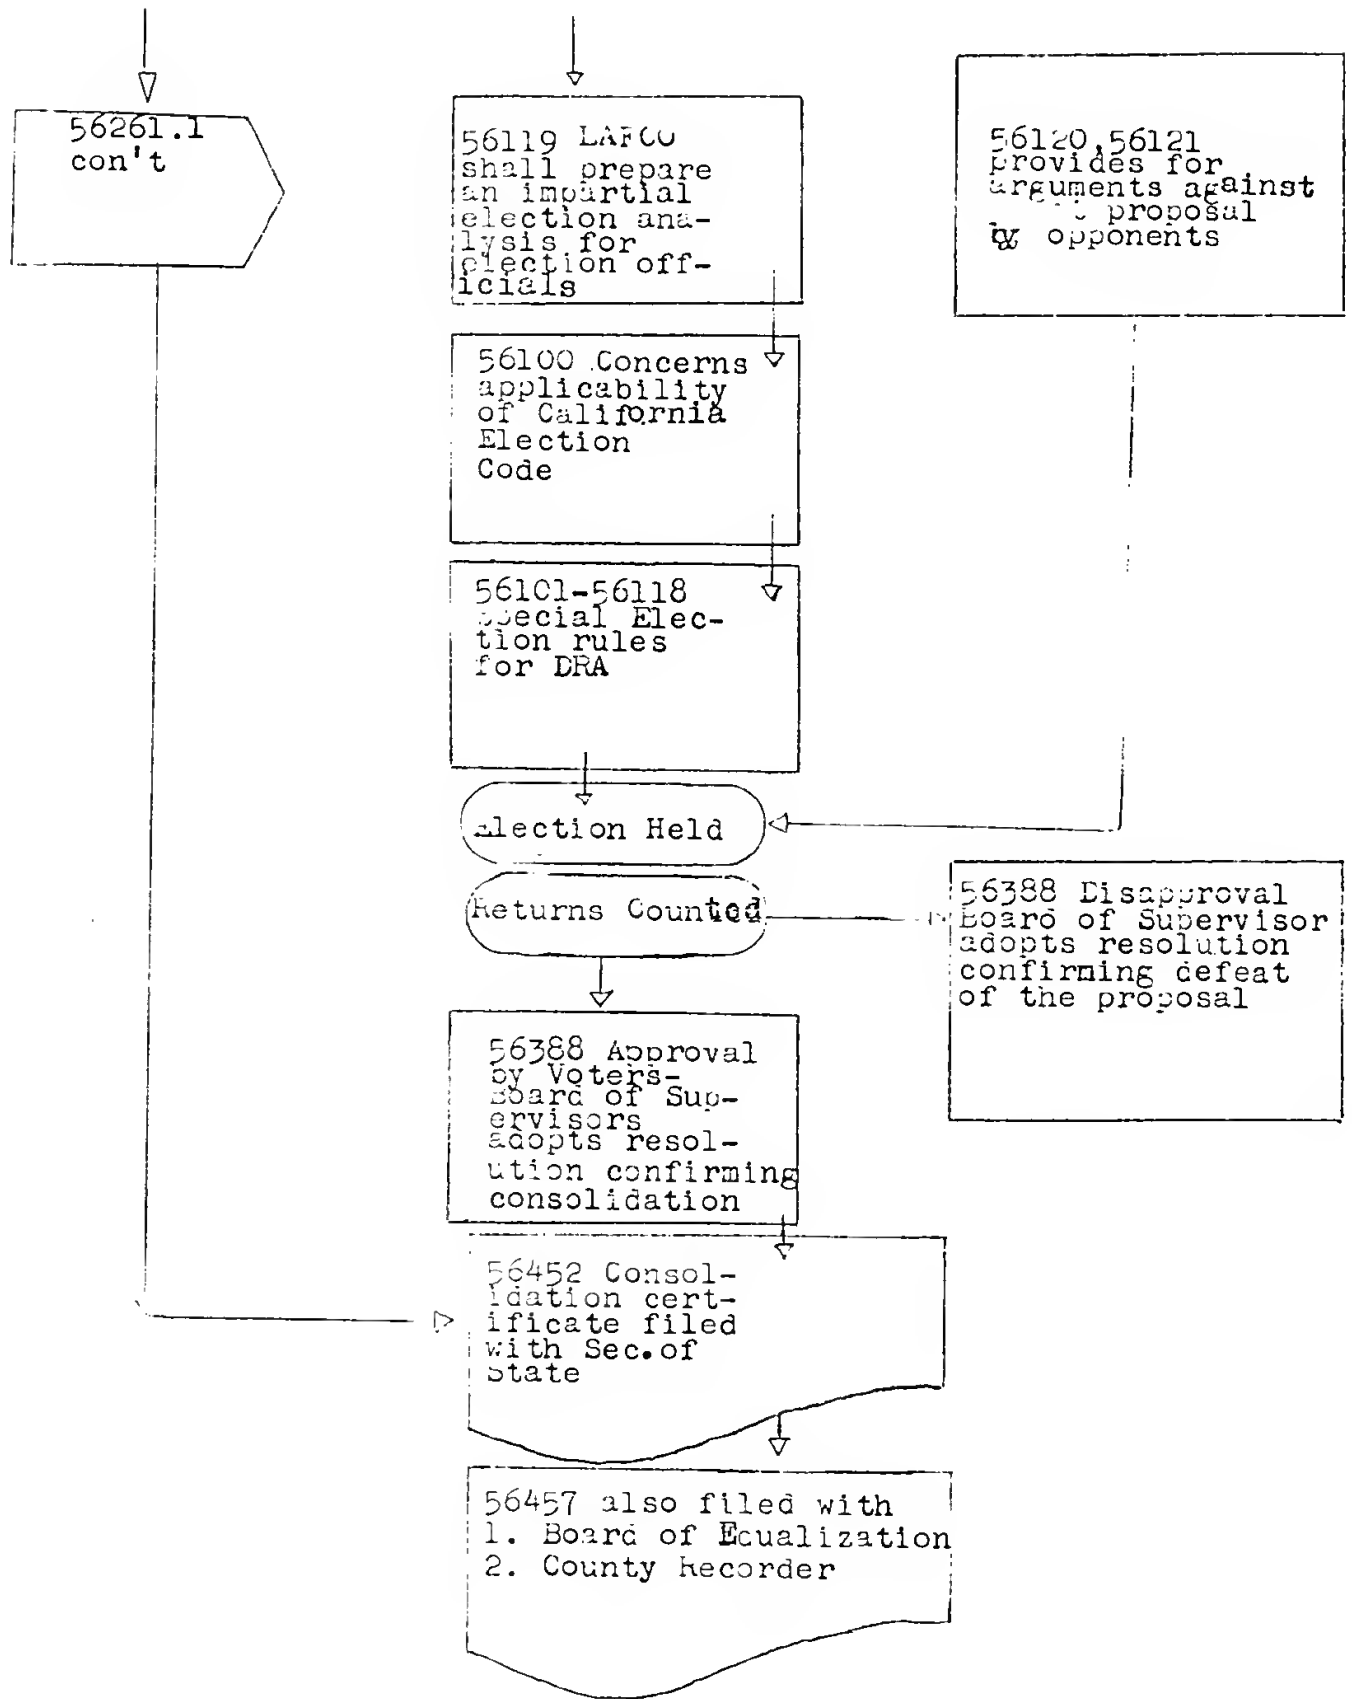 56261.1
con't
56119 LAFCO
shall prepare
an impartial
election ana-
lysis for
election off-
icials
56120,56121
provides for
arguments against
proposal
by opponents
56100 Concerns
applicability
of California
Election
Code
56101-56118
Special Elec-
tion rules
for DRA
Election Held
Returns Counted
56388 Disapproval
Board of Supervisor
adopts resolution
confirming defeat
of the proposal
56388 Approval
by Voters-
Board of Sup-
ervisors
adopts resol-
ution confirming
consolidation
56452 Consol-
idation cert-
ificate filed
with Sec.of
State
56457 also filed with
1. Board of Equalization
2. County Recorder